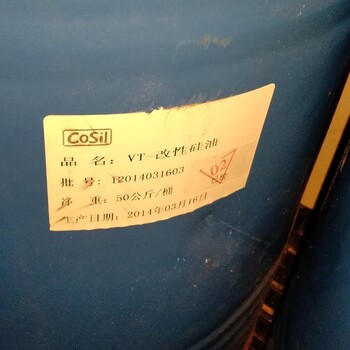 CoSil
品 名：VT-改性硅油
批 号：12014031603
净 重：50公斤/桶
生产日期：2014年03月16日
02